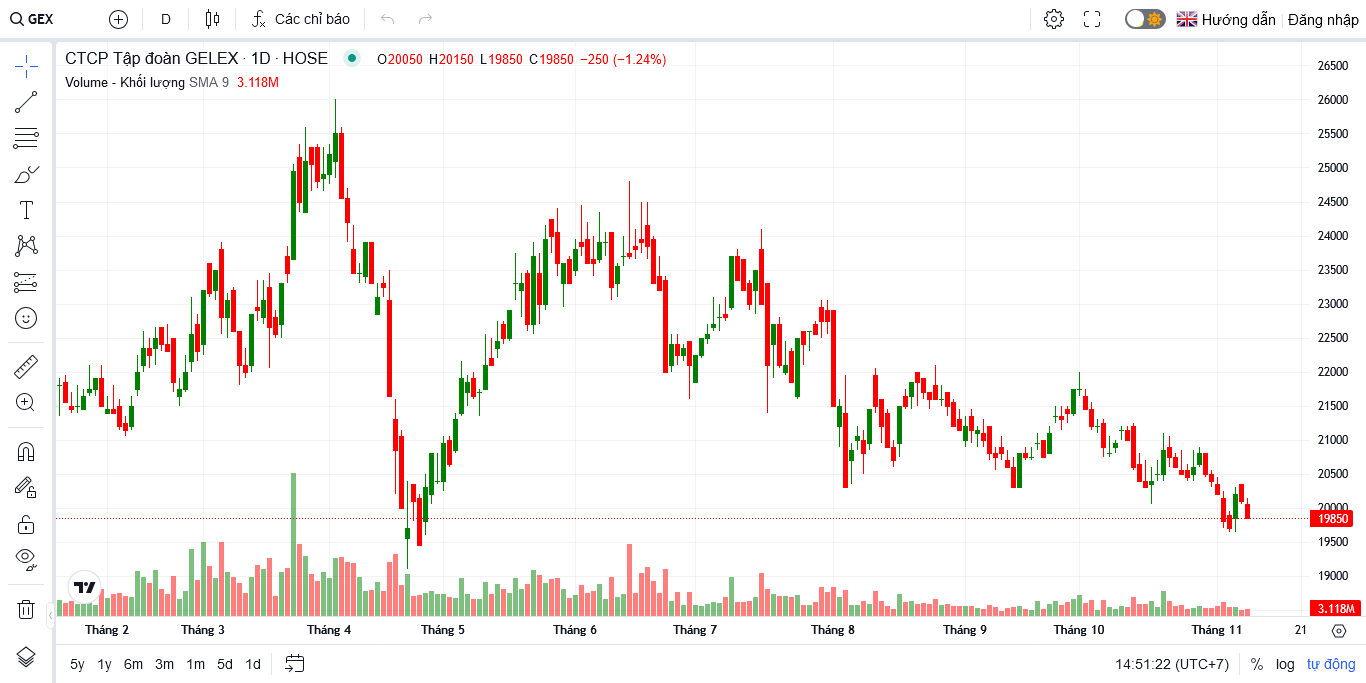 GEX D Các chỉ báo Hướng dẫn Đăng nhập
CTCP Tập đoàn GELEX · 1D · HOSE O20050 H20150 L19850 C19850 −250 (−1.24%)
Volume - Khối lượng SMA 9 3.118M
26500
26000
25500
25000
24500
24000
23500
23000
22500
22000
21500
21000
20500
20000
19850
19500
19000
3.118M
Tháng 2 Tháng 3 Tháng 4 Tháng 5 Tháng 6 Tháng 7 Tháng 8 Tháng 9 Tháng 10 Tháng 11 21
5y 1y 6m 3m 1m 5d 1d 14:51:22 (UTC+7) % log tự động